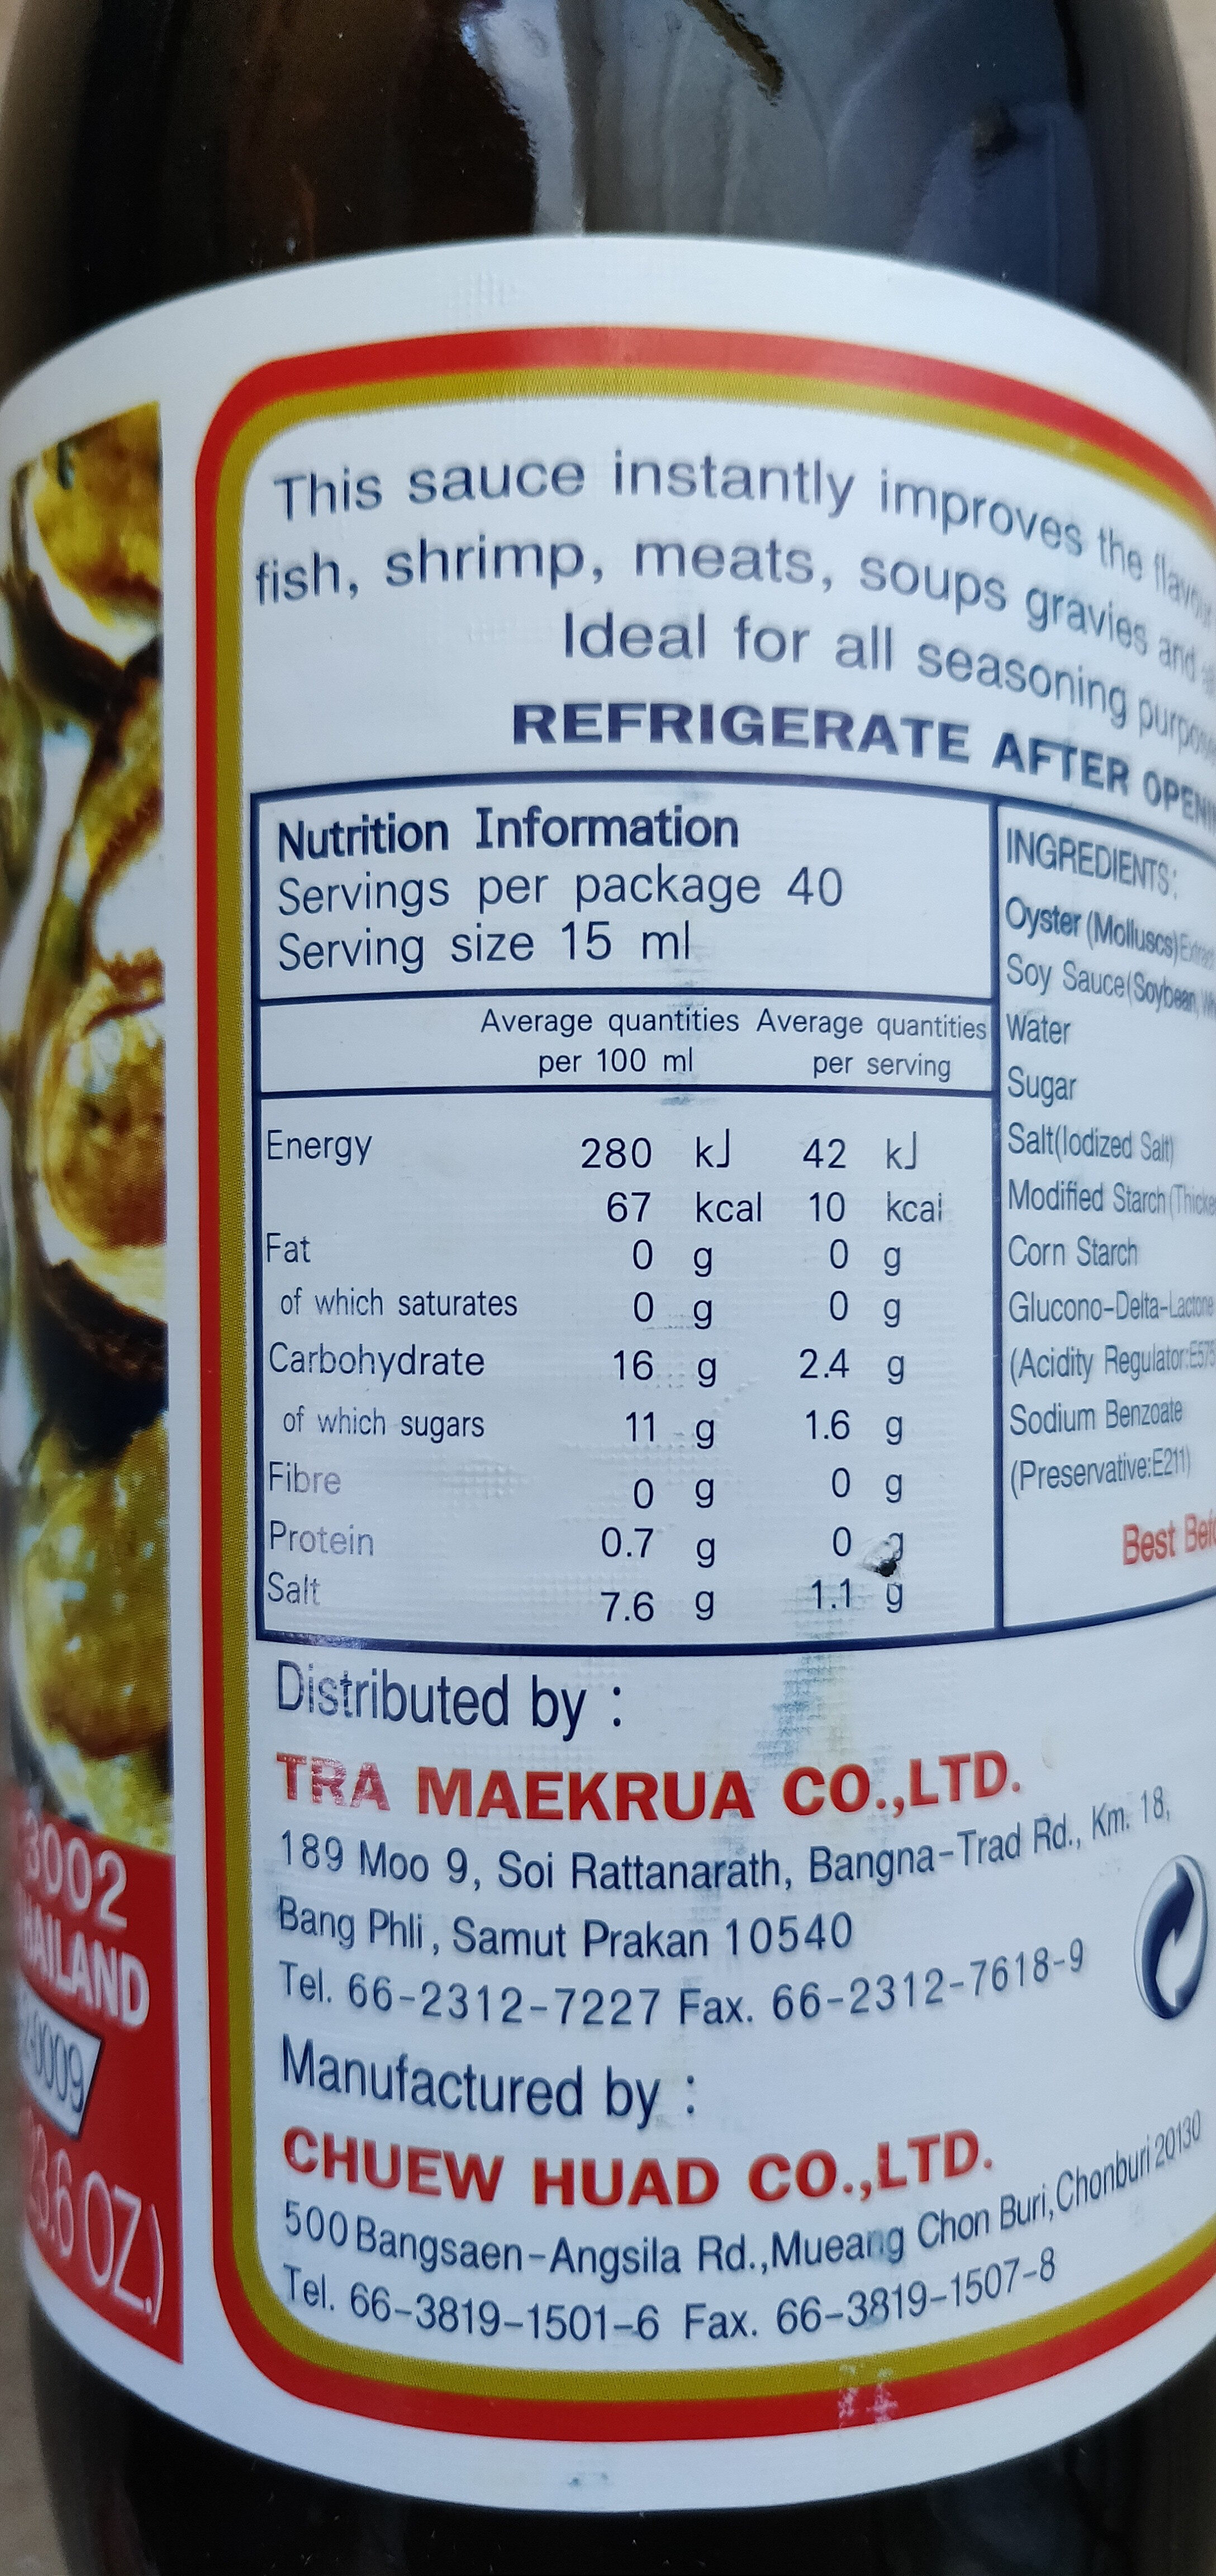 This sauce instantly improves the flavour
fish, shrimp, meats, soups gravies and
Ideal for all seasoning
REFRIGERATE AFTER
Nutrition Information
Servings per package 40
Serving size 15 ml
Average quantities Average quantities
per 100 ml per serving
Energy 280 kJ 42 kJ
67 kcal 10 kcal
Fat 0 g 0 g
of which saturates 0 g 0 g
Carbohydrate 16 g 2.4 g
of which sugars 11 g 1.6 g
Fibre 0 g 0 g
Protein 0.7 g 0 g
Salt 7.6 g 1.1 g
INGREDIENTS:
Oyster (Molluscs) Extract
Soy Sauce(Soybean,
Water
Sugar
Salt(Iodized Salt)
Modified Starch
Corn Starch
Glucono-Delta-Lactone
(Acidity Regulator:E575
Sodium Benzoate
(Preservative:E211)
Best
Distributed by :
TRA MAEKRUA CO.,LTD.
189 Moo 9, Soi Rattanarath, Bangna-Trad Rd., Km. 18,
Bang Phli, Samut Prakan 10540
Tel. 66-2312-7227 Fax. 66-2312-7618-9
Manufactured by :
CHUEW HUAD CO.,LTD.
500 Bangsaen-Angsila Rd.,Mueang Chon Buri,Chonburi 20130
Tel. 66-3819-1501-6 Fax. 66-3819-1507-8
3002
OZ.)